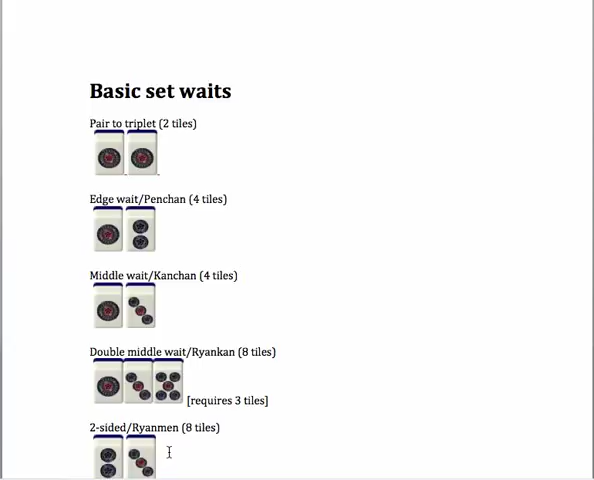 Basic set waits
Pair to triplet (2 tiles)
Edge wait/Penchan (4 tiles)
Middle wait/Kanchan (4 tiles)
Double middle wait/Ryankan (8 tiles)
[requires 3 tiles]
2-sided/Ryanmen (8 tiles)